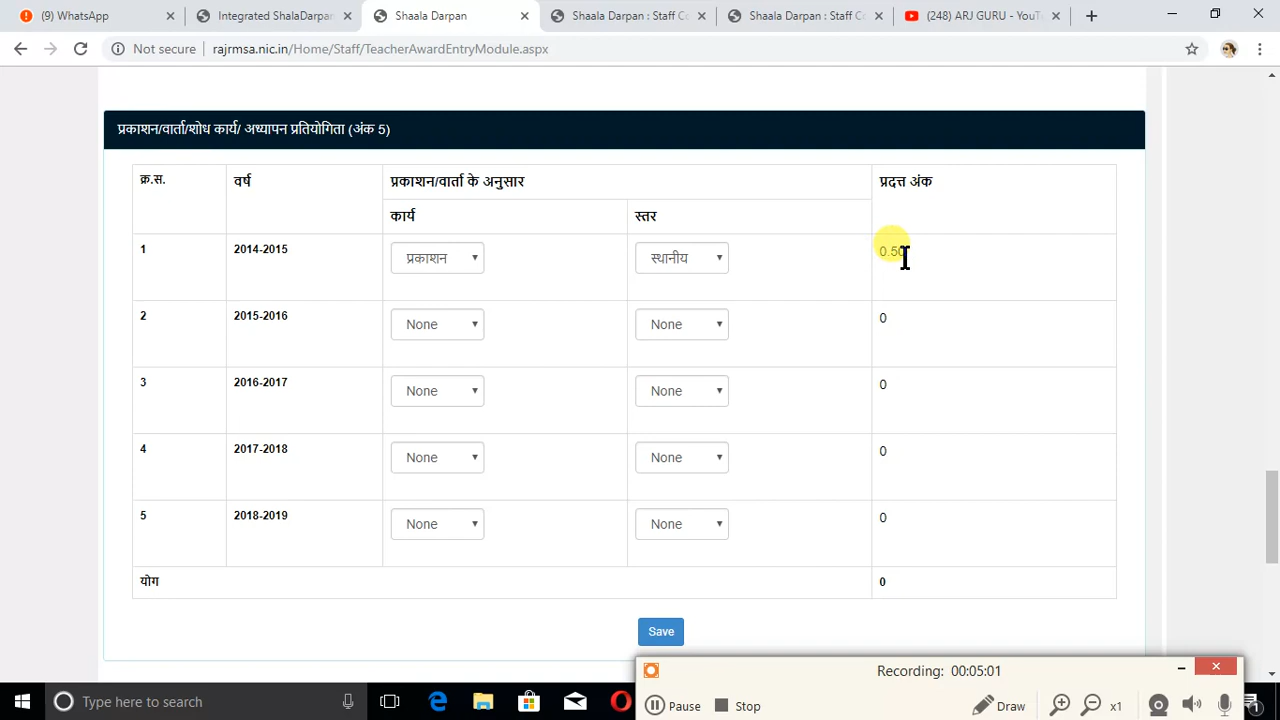 (9) WhatsApp
Integrated ShalaDarpan
Shaala Darpan
Shaala Darpan : Staff Co
Shaala Darpan : Staff Co
(248) ARJ GURU - YouTu
Not secure
rajrmsa.nic.in/Home/Staff/TeacherAwardEntryModule.aspx
प्रकाशन/वार्ता/शोध कार्य/ अध्यापन प्रतियोगिता (अंक 5)
क्र.स. वर्ष प्रकाशन/वार्ता के अनुसार प्रदत्त अंक
कार्य स्तर
1 2014-2015 प्रकाशन स्थानीय 0.50
2 2015-2016 None None 0
3 2016-2017 None None 0
4 2017-2018 None None 0
5 2018-2019 None None 0
योग 0
Save
Recording: 00:05:01
Pause Stop Draw x1
Type here to search
1